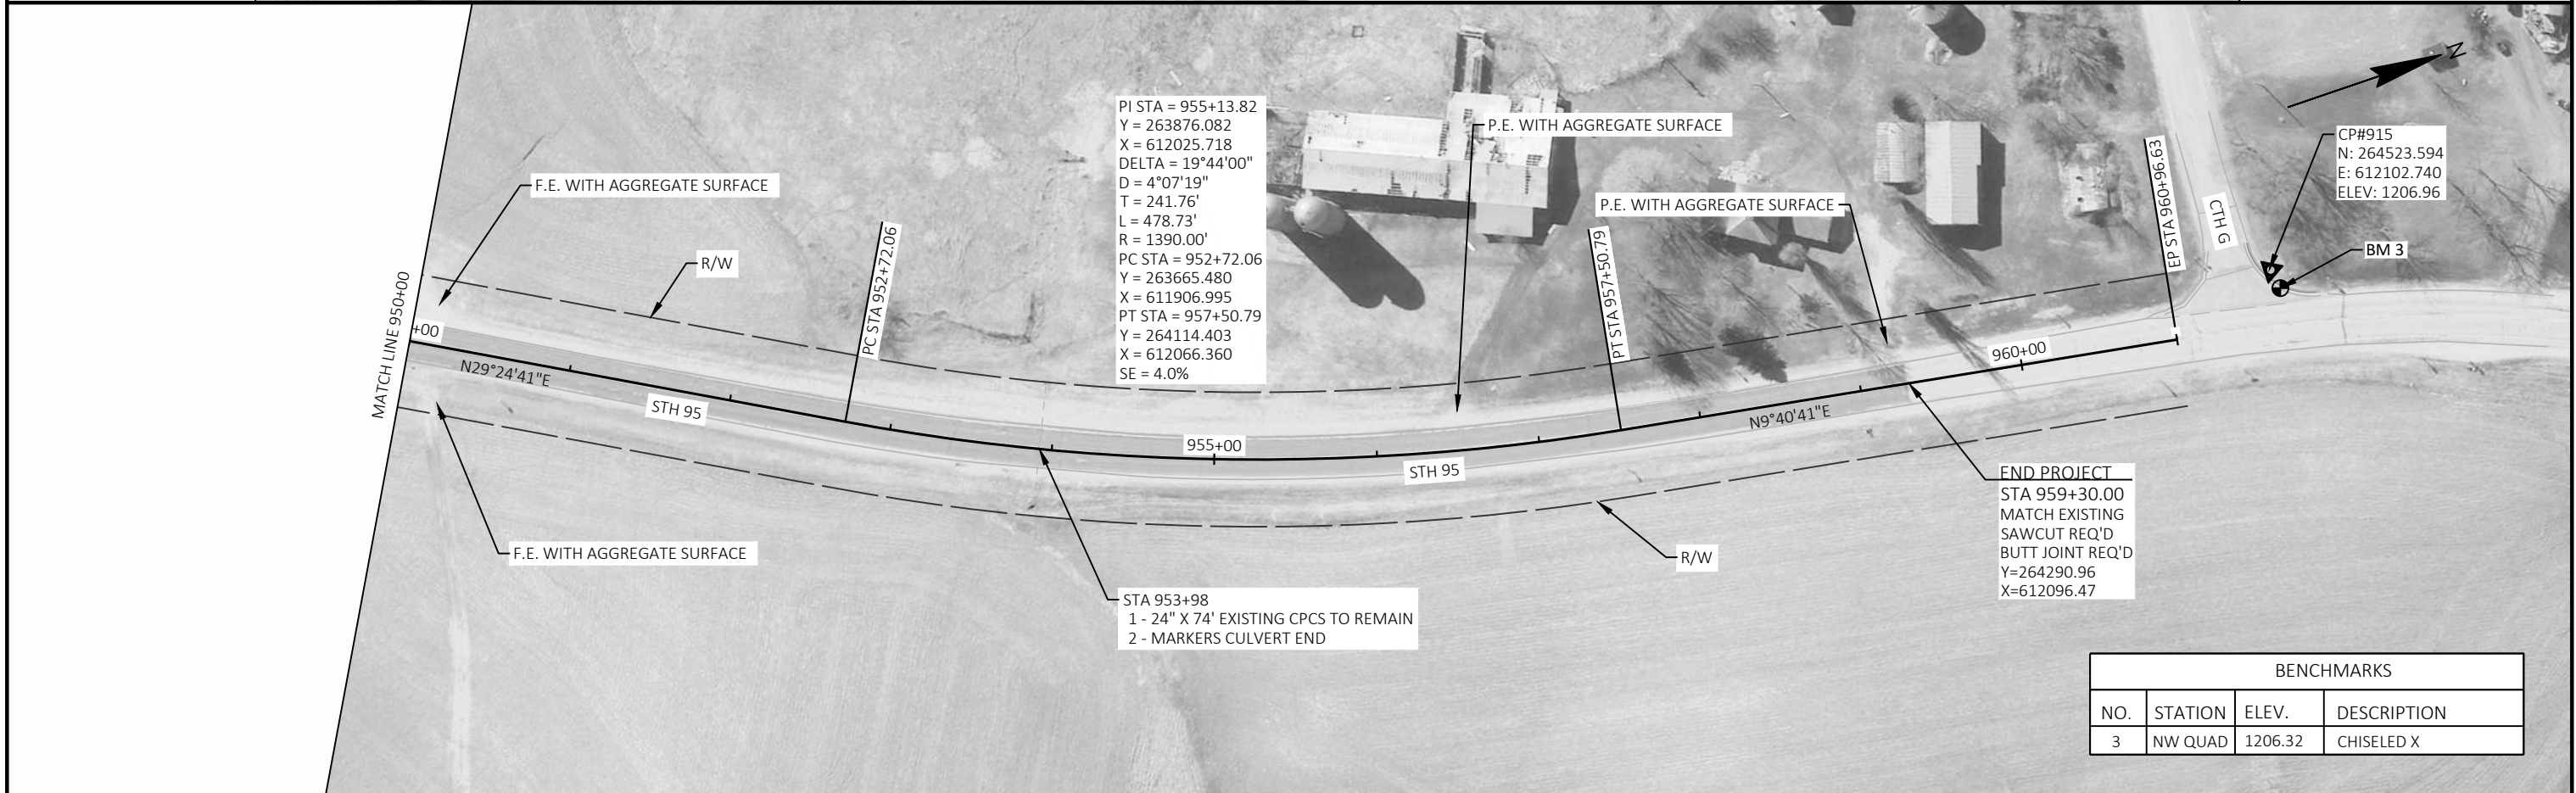 MATCH LINE 950+00
+00
N29°24'41"E
F.E. WITH AGGREGATE SURFACE
R/W
STH 95
F.E. WITH AGGREGATE SURFACE
PC STA 952+72.06
PI STA = 955+13.82
Y = 263876.082
X = 612025.718
DELTA = 19°44'00"
D = 4°07'19"
T = 241.76'
L = 478.73'
R = 1390.00'
PC STA = 952+72.06
Y = 263665.480
X = 611906.995
PT STA = 957+50.79
Y = 264114.403
X = 612066.360
SE = 4.0%
955+00
STA 953+98
1 - 24" X 74' EXISTING CPCS TO REMAIN
2 - MARKERS CULVERT END
P.E. WITH AGGREGATE SURFACE
STH 95
P.E. WITH AGGREGATE SURFACE
PT STA 957+50.79
R/W
N9°40'41"E
960+00
END PROJECT
STA 959+30.00
MATCH EXISTING
SAWCUT REQ'D
BUTT JOINT REQ'D
Y=264290.96
X=612096.47
EP STA 960+96.63
CTH G
N
CP#915
N: 264523.594
E: 612102.740
ELEV: 1206.96
BM 3
BENCHMARKS
NO. STATION ELEV. DESCRIPTION
3 NW QUAD 1206.32 CHISELED X